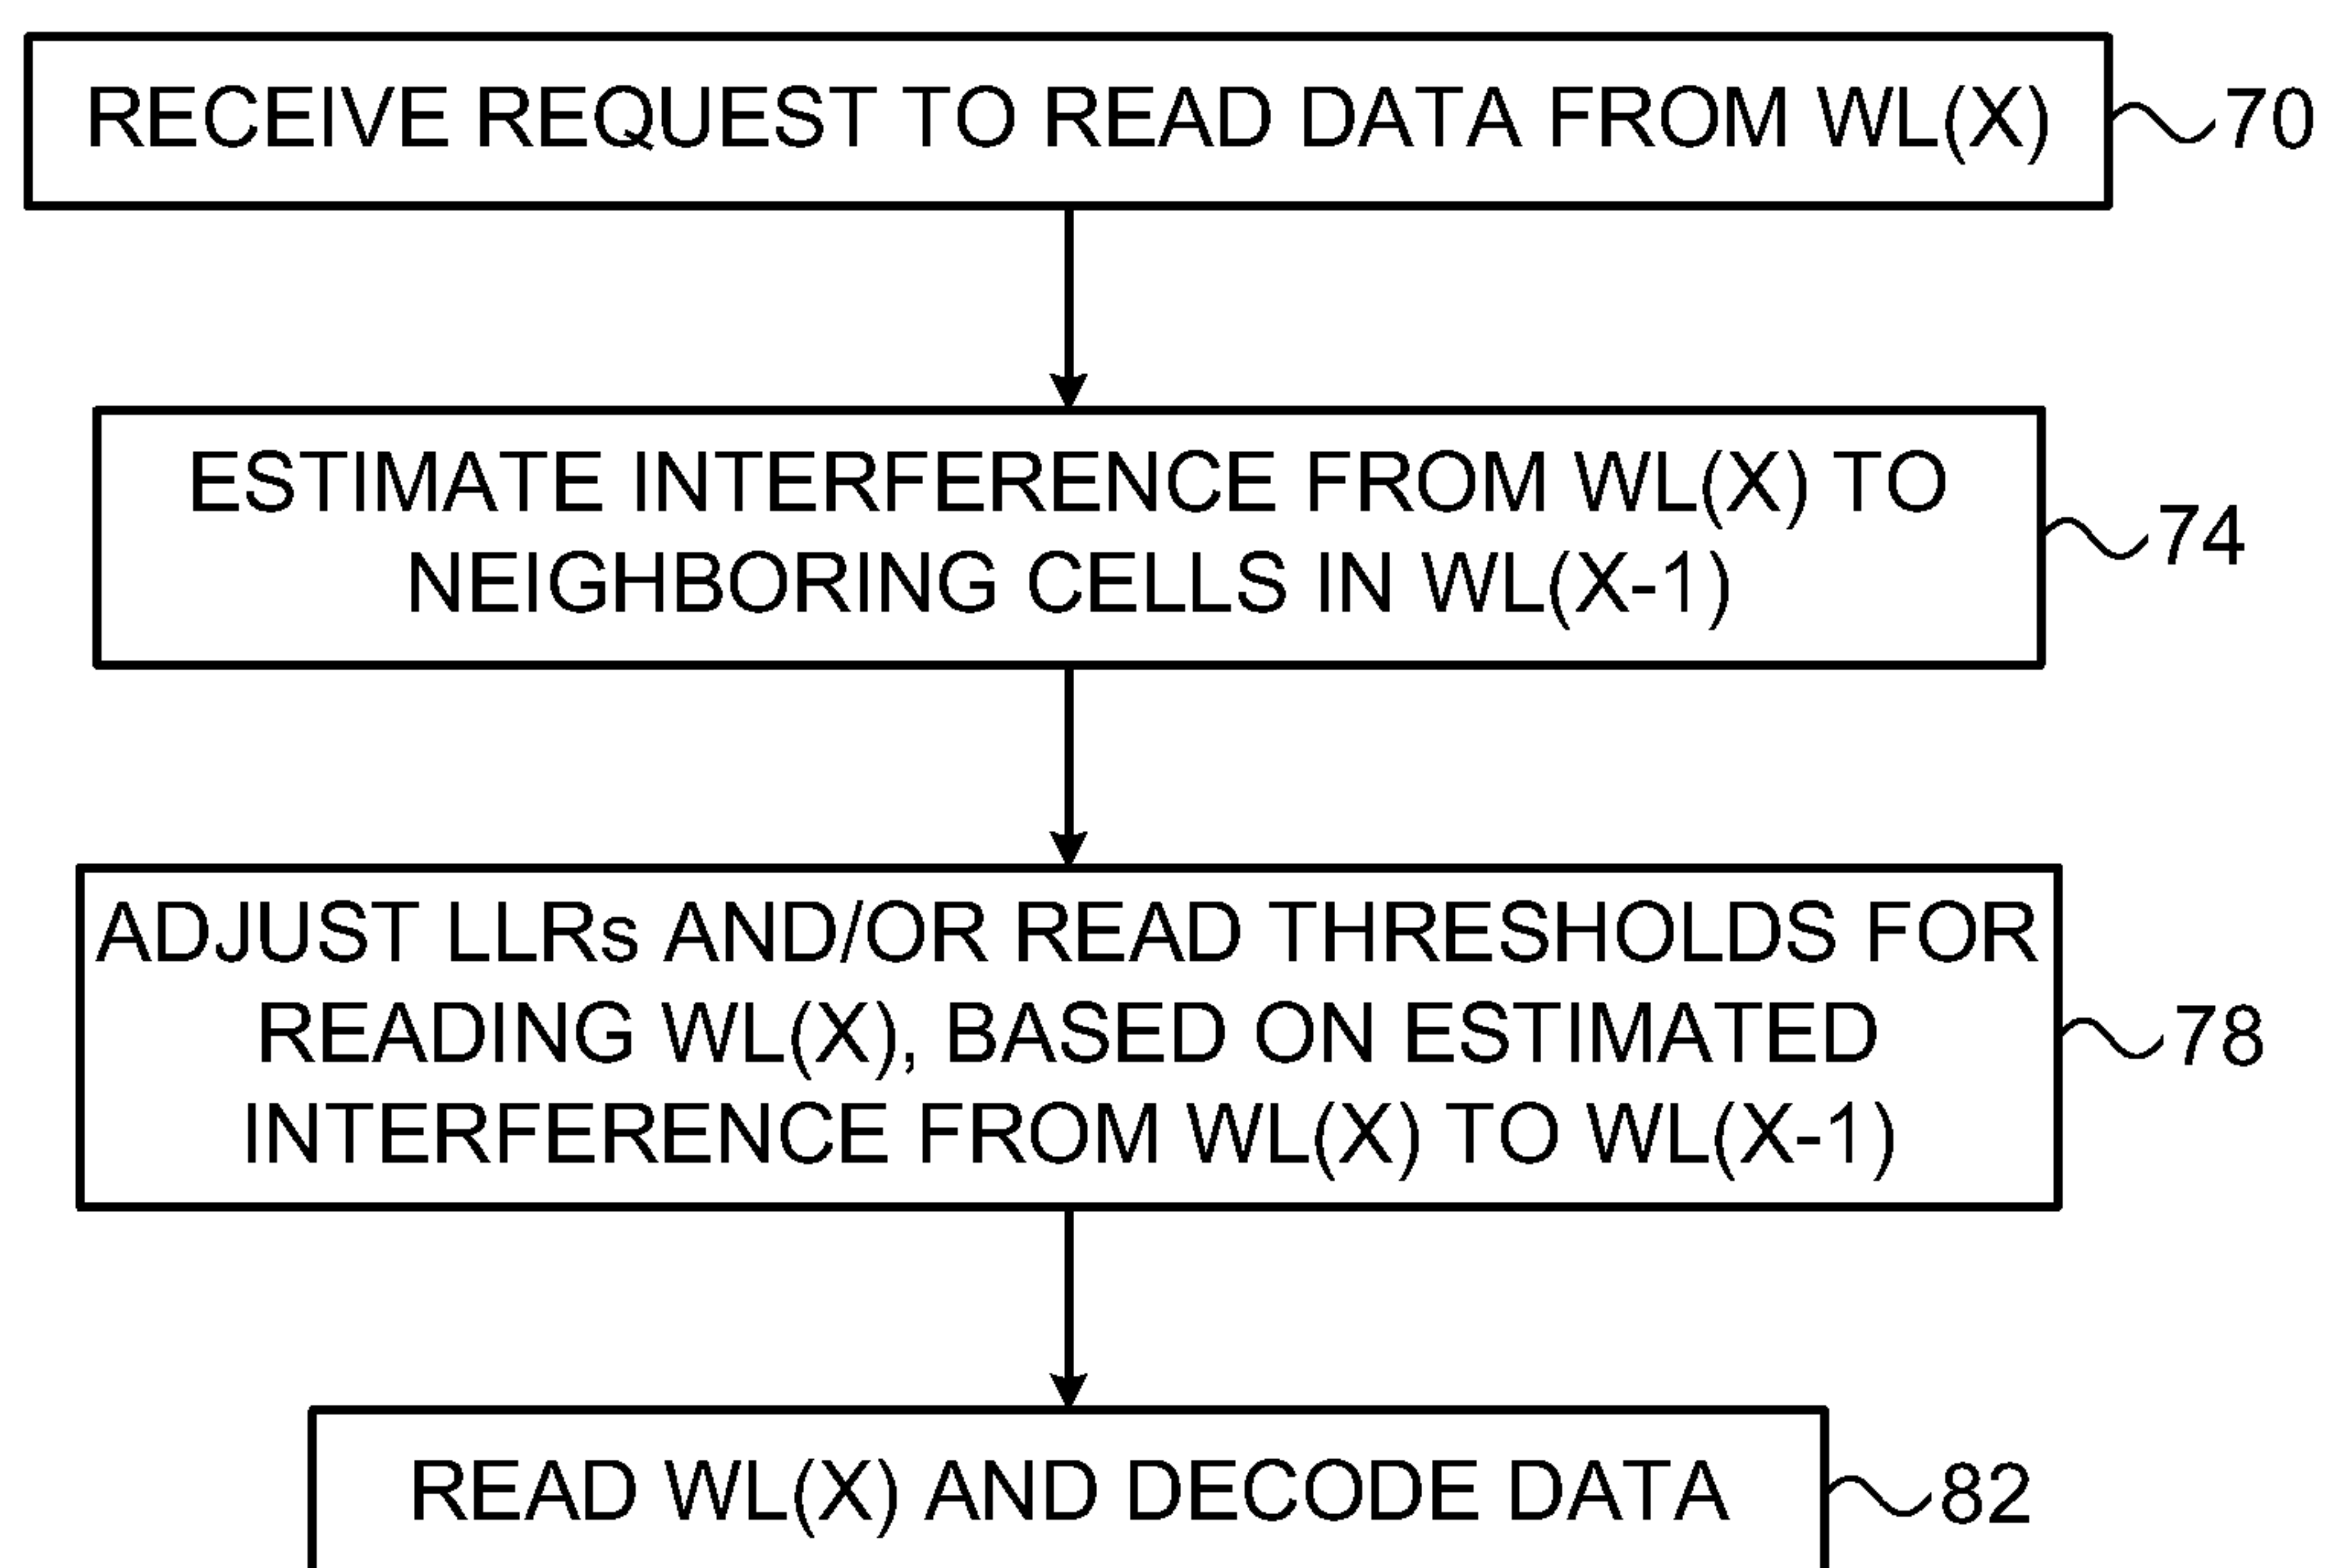 RECEIVE REQUEST TO READ DATA FROM WL(X)
70
ESTIMATE INTERFERENCE FROM WL(X) TO
NEIGHBORING CELLS IN WL(X-1)
74
ADJUST LLRs AND/OR READ THRESHOLDS FOR
READING WL(X), BASED ON ESTIMATED
INTERFERENCE FROM WL(X) TO WL(X-1)
78
READ WL(X) AND DECODE DATA
82